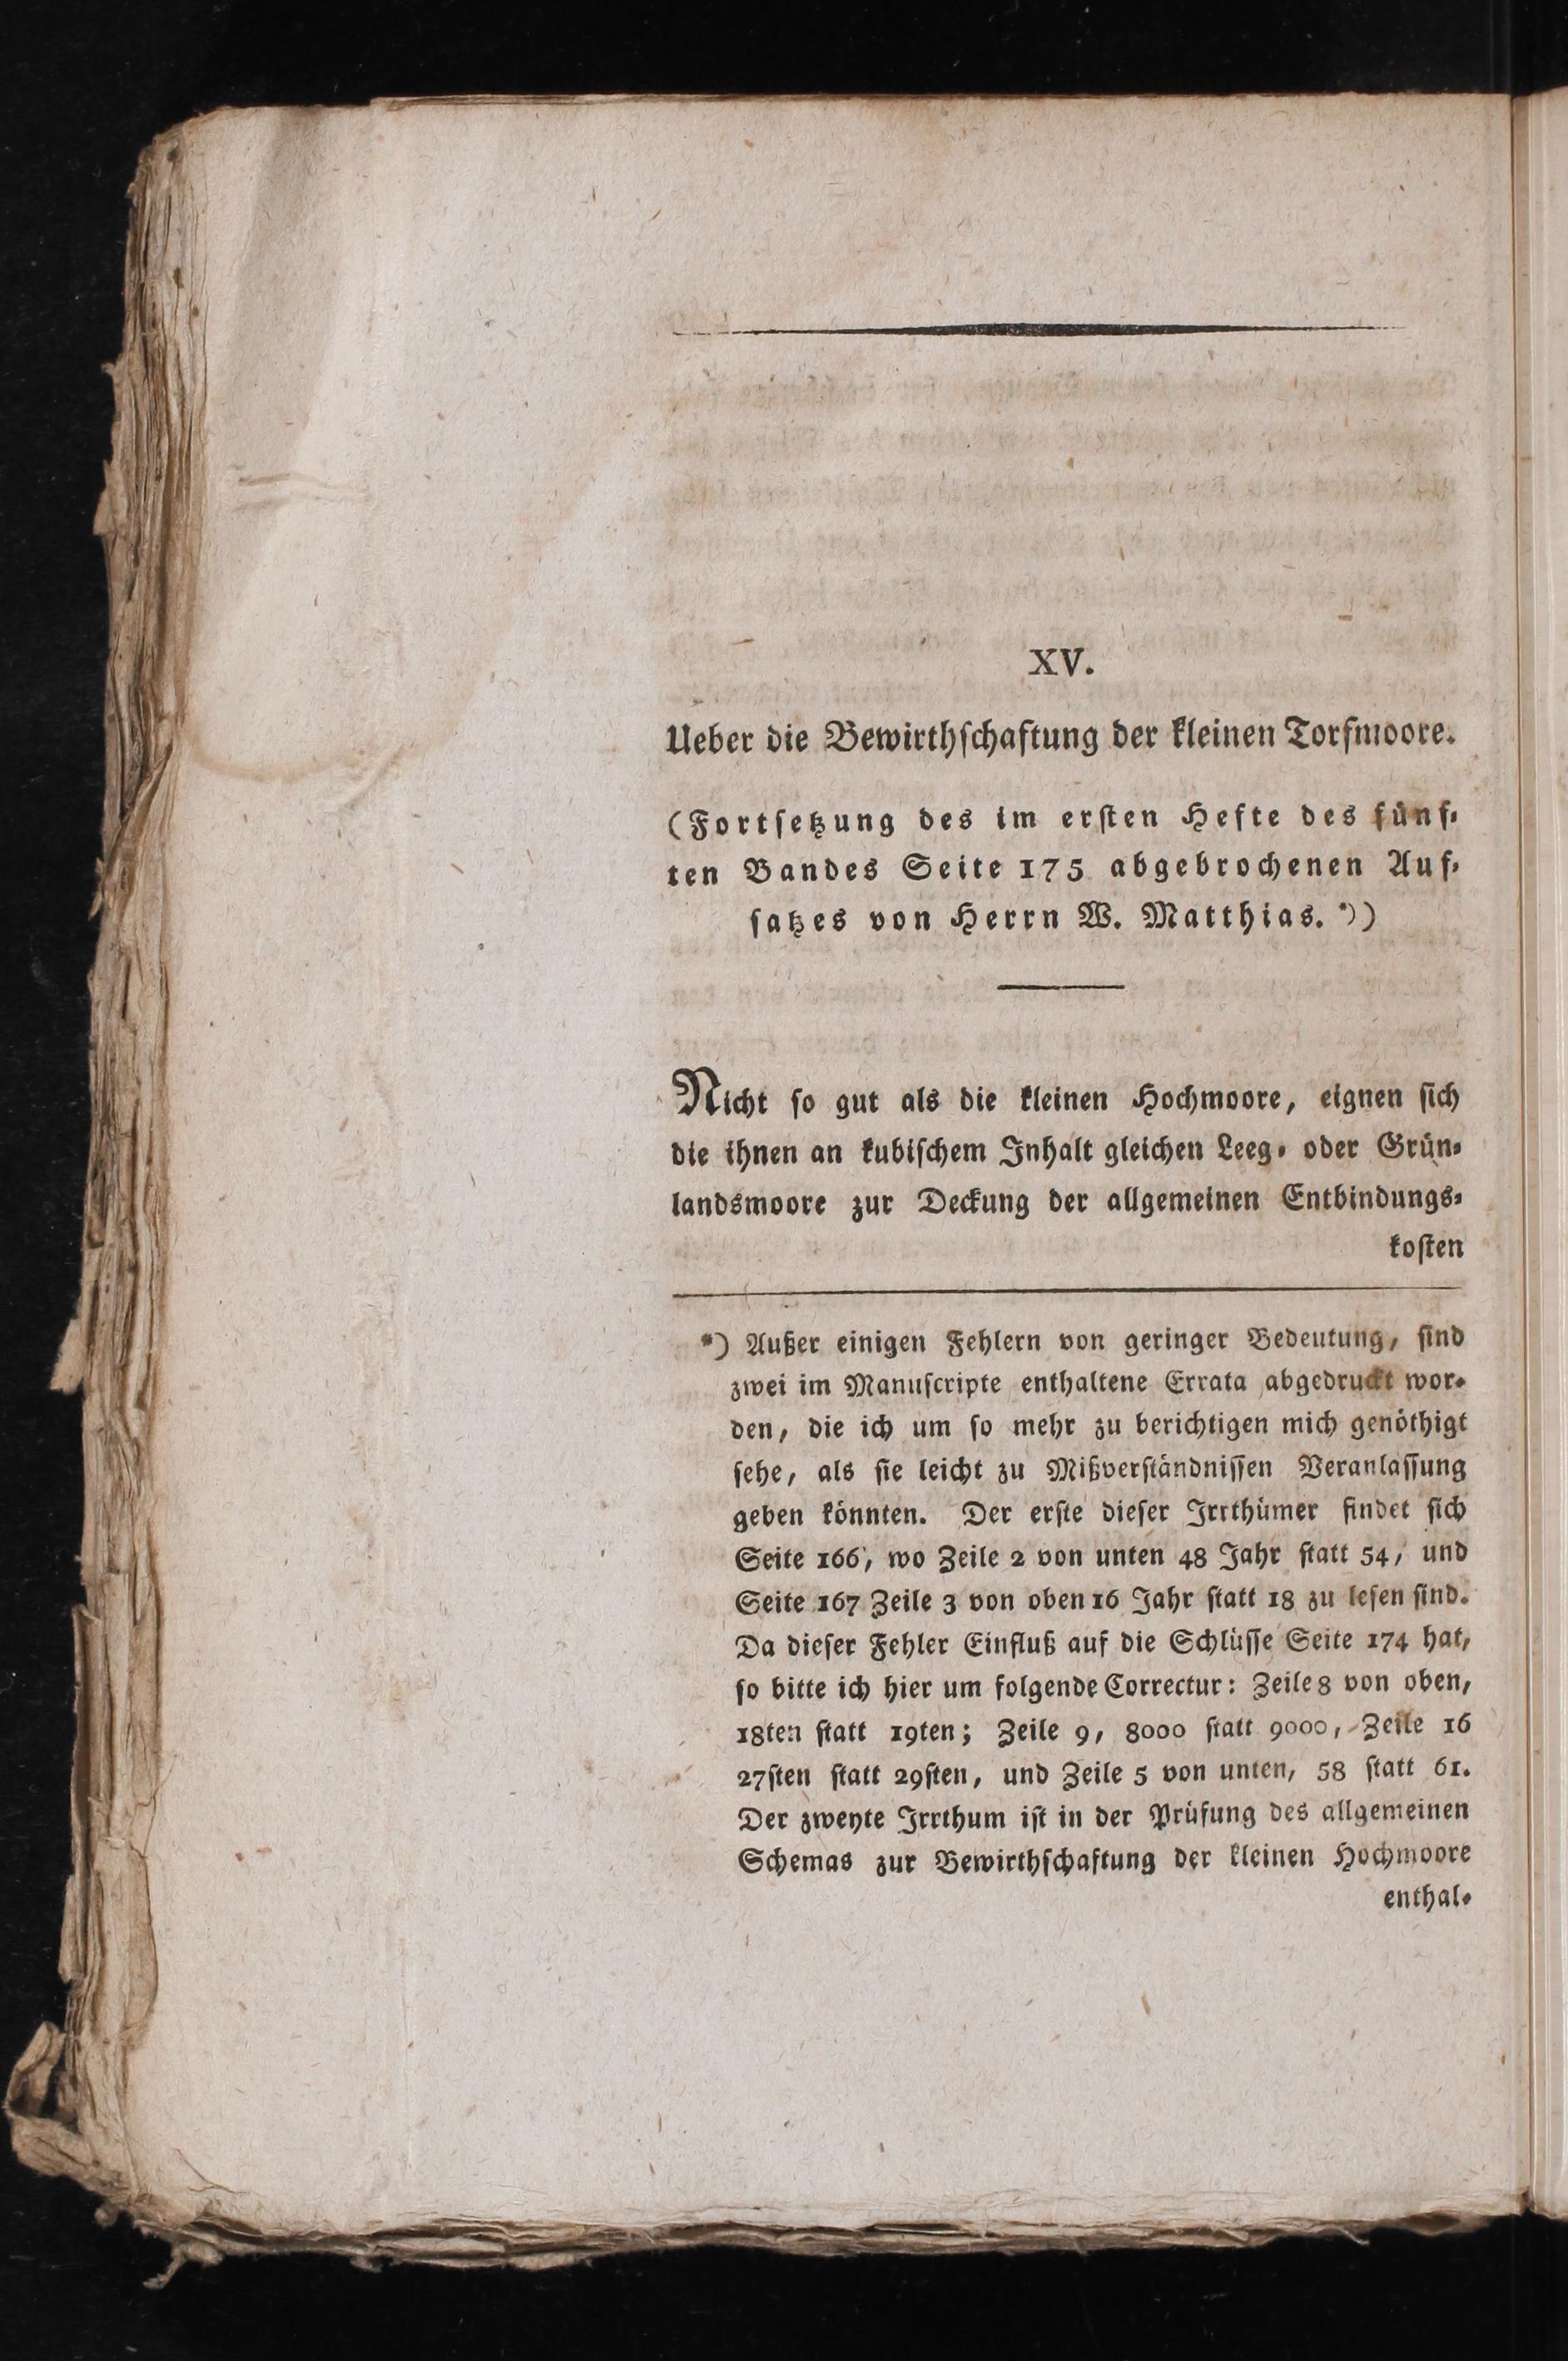 XV.
Ueber die Bewirthschaftung der kleinen Torfmoore.
(Fortsetzung des im ersten Hefte des fünf-
ten Bandes Seite 175 abgebrochenen Auf-
satzes von Herrn W. Matthias. *))
Nicht so gut als die kleinen Hochmoore, eignen sich
die ihnen an kubischem Inhalt gleichen Leeg- oder Grün-
landsmoore zur Deckung der allgemeinen Entbindungs-
kosten
*) Außer einigen Fehlern von geringer Bedeutung, sind
zwei im Manuscripte enthaltene Errata abgedruckt wor-
den, die ich um so mehr zu berichtigen mich genöthigt
sehe, als sie leicht zu Mißverständnissen Veranlassung
geben könnten. Der erste dieser Irrthümer findet sich
Seite 166, wo Zeile 2 von unten 48 Jahr statt 54, und
Seite 167 Zeile 3 von oben 16 Jahr statt 18 zu lesen sind.
Da dieser Fehler Einfluß auf die Schlüsse Seite 174 hat,
so bitte ich hier um folgende Correctur: Zeile 8 von oben,
18ten statt 19ten; Zeile 9, 8000 statt 9000, Zeile 16
27sten statt 29sten, und Zeile 5 von unten, 58 statt 61.
Der zweyte Irrthum ist in der Prüfung des allgemeinen
Schemas zur Bewirthschaftung der kleinen Hochmoore
enthal-